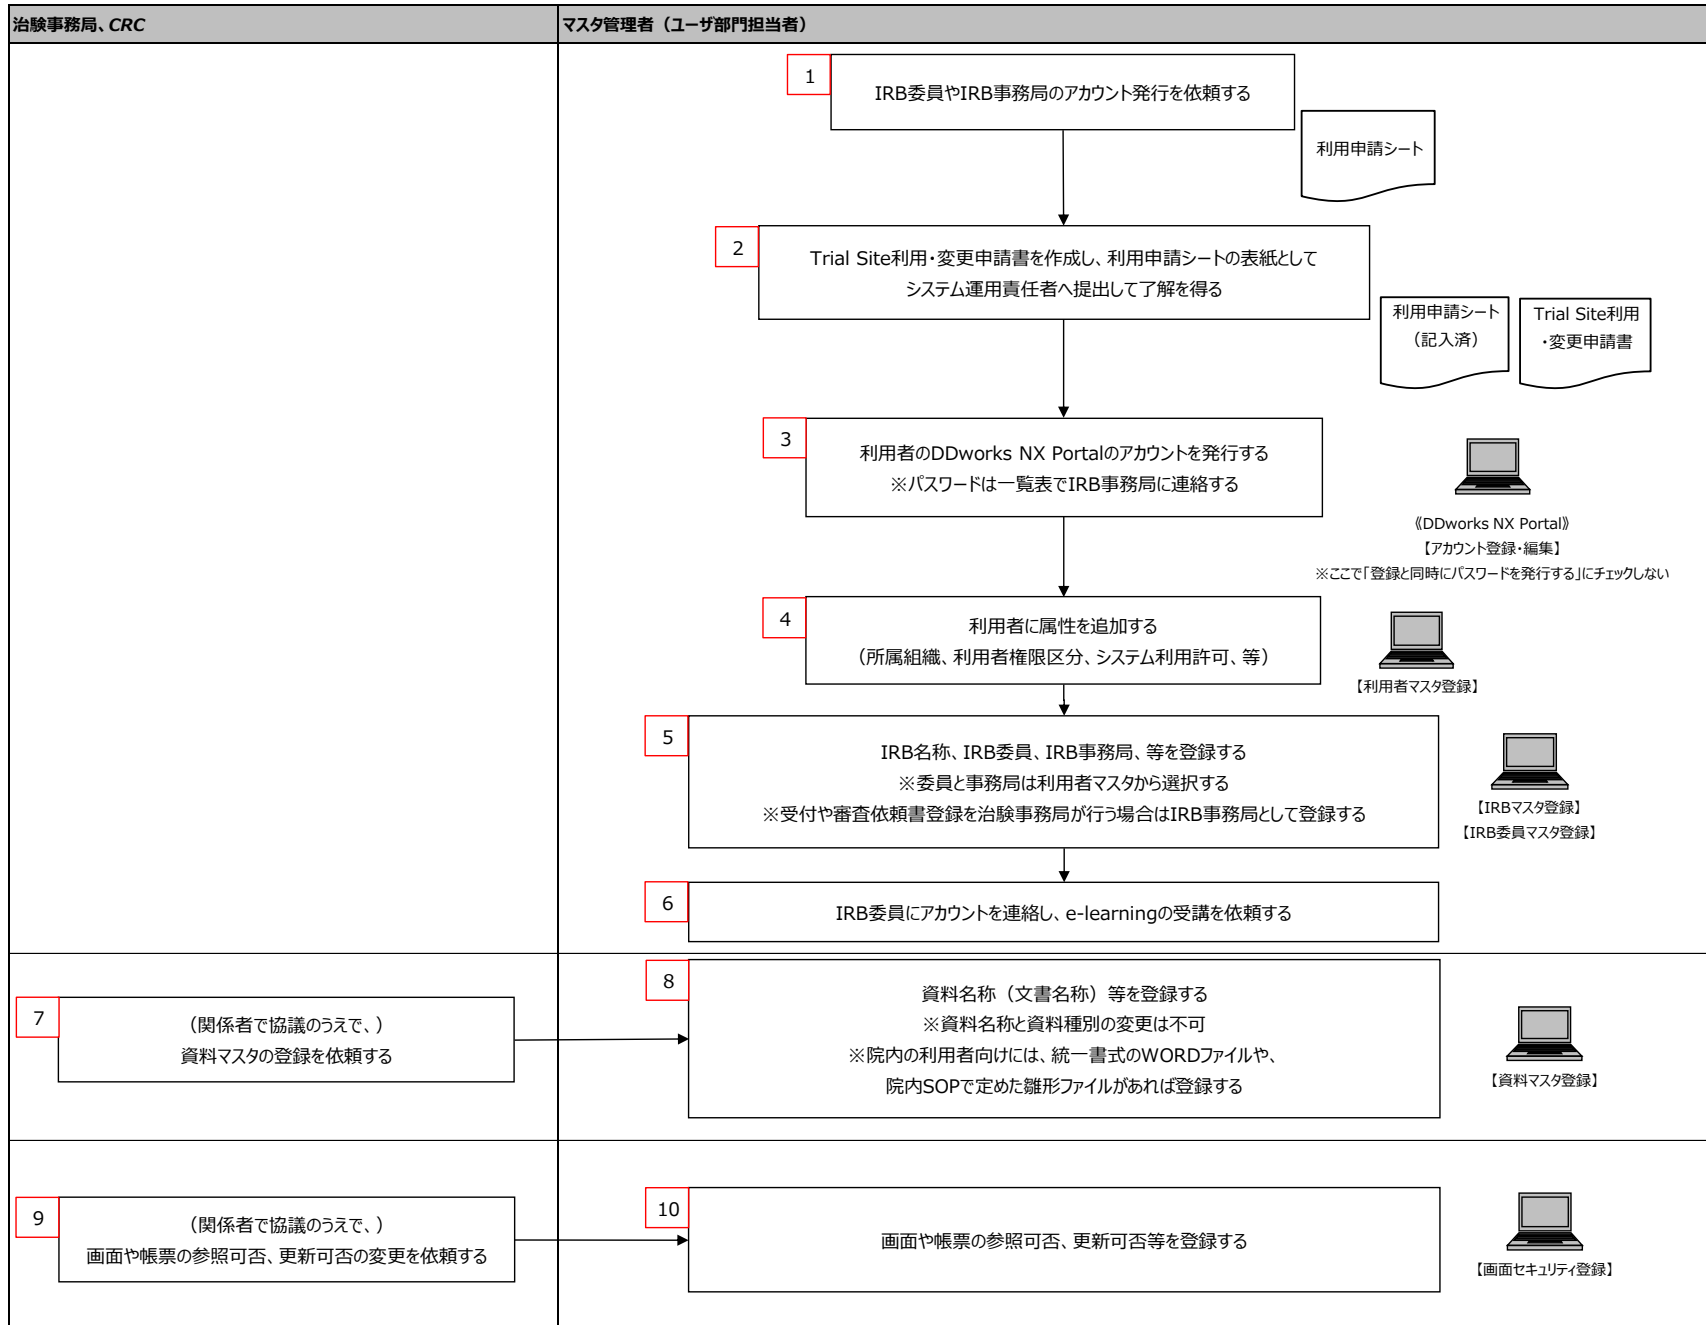 治験事務局、CRC
マスタ管理者（ユーザ部門担当者）
1
IRB委員やIRB事務局のアカウント発行を依頼する
利用申請シート
2
Trial Site利用・変更申請書を作成し、利用申請シートの表紙として
システム運用責任者へ提出して了解を得る
利用申請シート
（記入済）
Trial Site利用
・変更申請書
3
利用者のDDworks NX Portalのアカウントを発行する
※パスワードは一覧表でIRB事務局に連絡する
《DDworks NX Portal》
【アカウント登録・編集】
※ここで「登録と同時にパスワードを発行する」にチェックしない
4
利用者に属性を追加する
（所属組織、利用者権限区分、システム利用許可、等）
【利用者マスタ登録】
5
IRB名称、IRB委員、IRB事務局、等を登録する
※委員と事務局は利用者マスタから選択する
※受付や審査依頼書登録を治験事務局が行う場合はIRB事務局として登録する
【IRBマスタ登録】
【IRB委員マスタ登録】
6
IRB委員にアカウントを連絡し、e-learningの受講を依頼する
7
（関係者で協議のうえで、）
資料マスタの登録を依頼する
8
資料名称（文書名称）等を登録する
※資料名称と資料種別の変更は不可
※院内の利用者向けには、統一書式のWORDファイルや、
院内SOPで定めた雛形ファイルがあれば登録する
【資料マスタ登録】
9
（関係者で協議のうえで、）
画面や帳票の参照可否、更新可否の変更を依頼する
10
画面や帳票の参照可否、更新可否等を登録する
【画面セキュリティ登録】